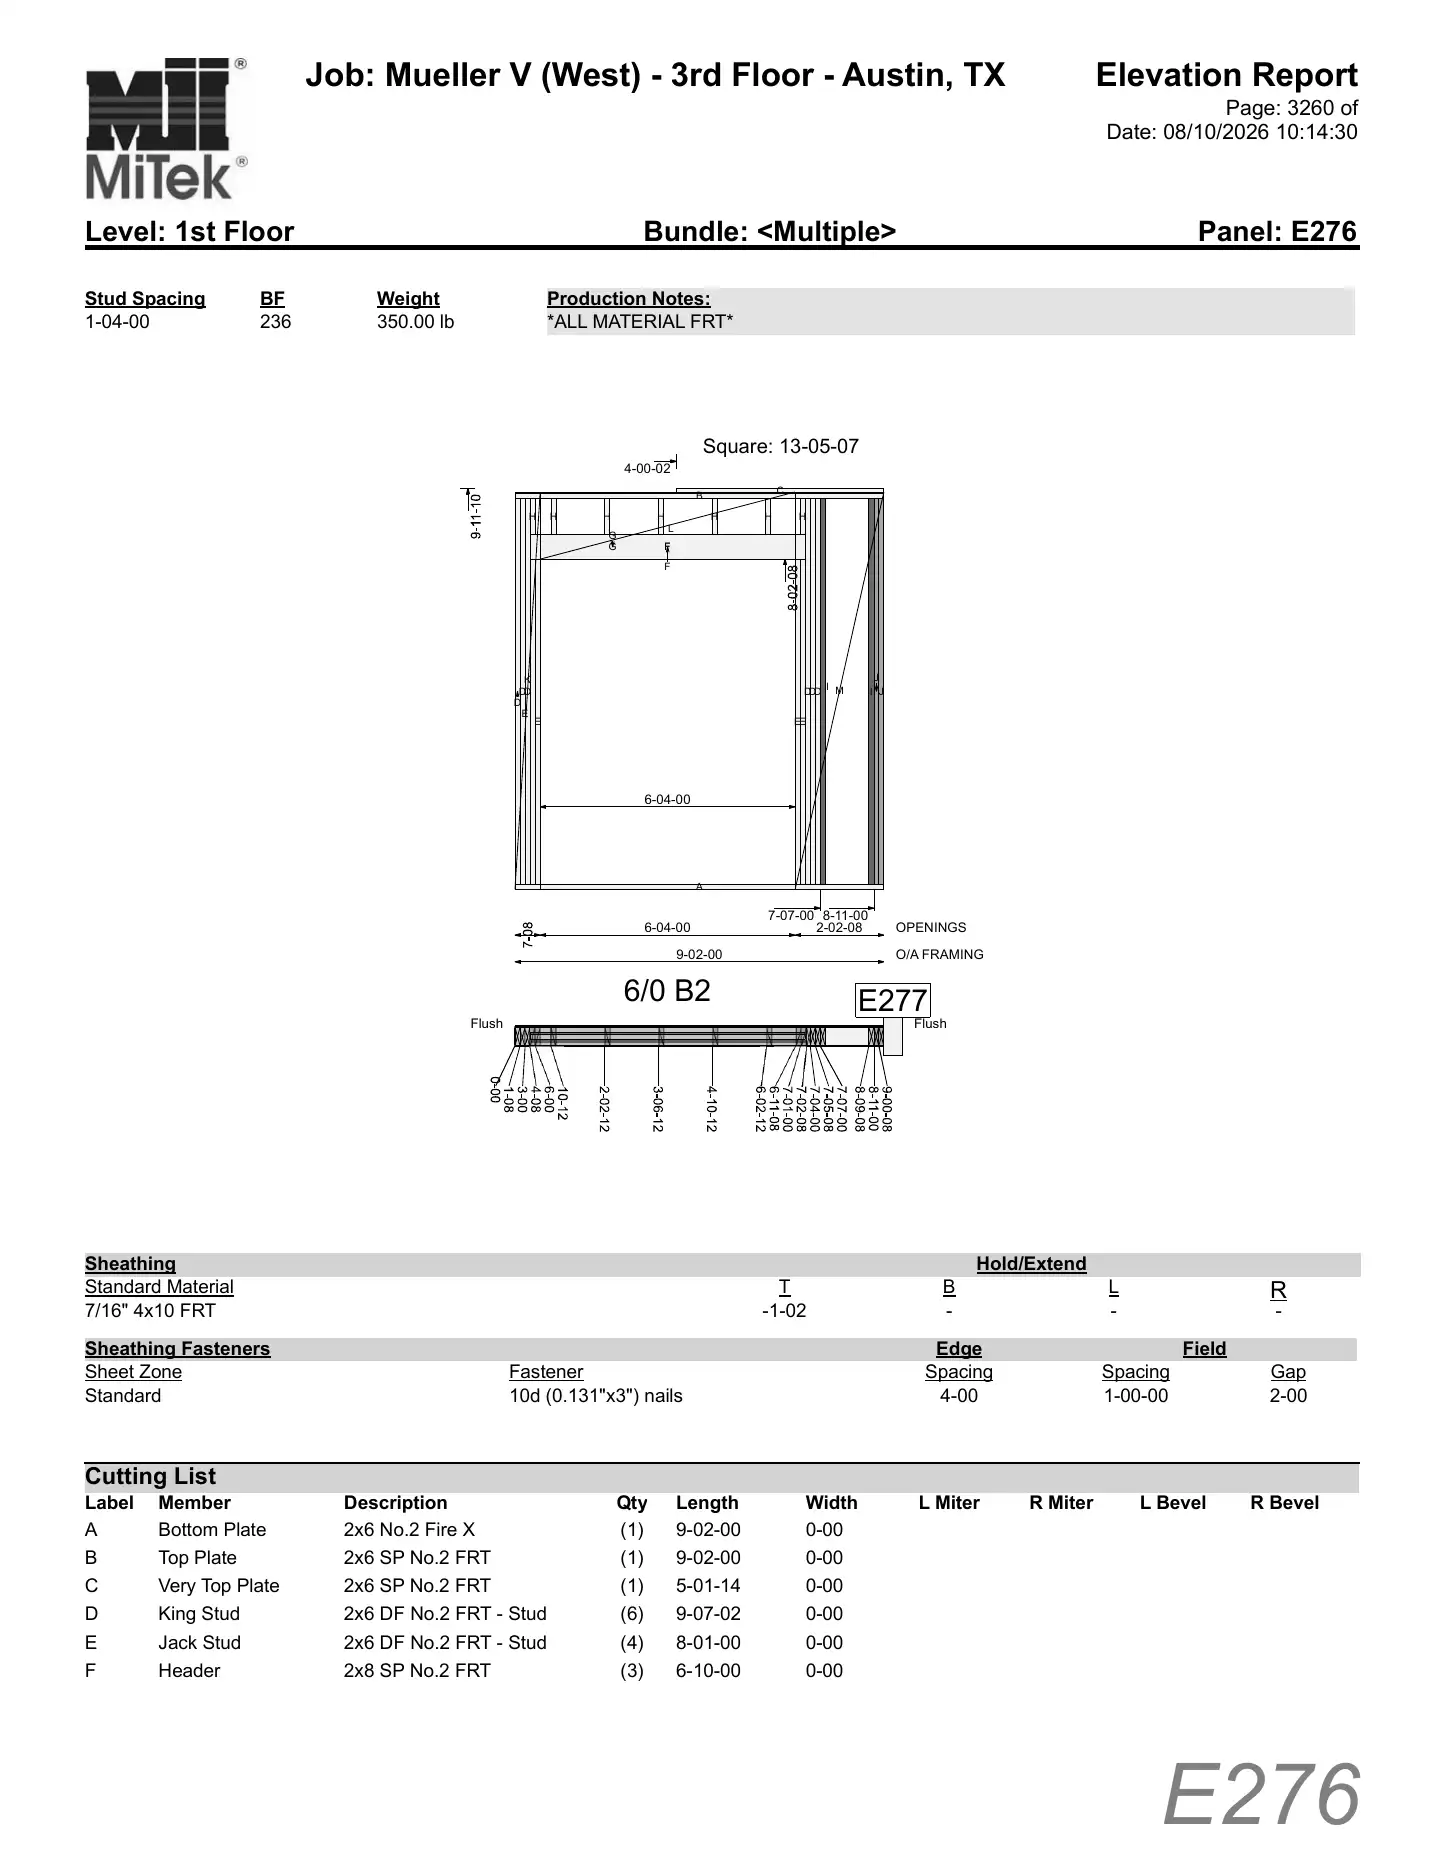 MiTek®
Job: Mueller V (West) - 3rd Floor - Austin, TX
Elevation Report
Page: 3260 of
Date: 08/10/2026 10:14:30
Level: 1st Floor Bundle: <Multiple> Panel: E276
Stud Spacing BF Weight Production Notes:
1-04-00 236 350.00 lb *ALL MATERIAL FRT*
Square: 13-05-07
4-00-02
C
B
9-11-10
H H H H H H H
L
G
F
8-02-08
D
E
I M
6-04-00
A
7-07-00 8-11-00
7-08 6-04-00 2-02-08 OPENINGS
9-02-00 O/A FRAMING
6/0 B2 E277
Flush Flush
0-00 1-08 3-00 4-08 6-00 10-12 2-02-12 3-06-12 4-10-12 6-02-12 6-11-08 7-01-00 7-02-08 7-04-00 7-05-08 7-07-00 8-09-08 8-11-00 9-00-08
Sheathing Hold/Extend
Standard Material T B L R
7/16" 4x10 FRT -1-02 - - -
Sheathing Fasteners Edge Field
Sheet Zone Fastener Spacing Spacing Gap
Standard 10d (0.131"x3") nails 4-00 1-00-00 2-00
Cutting List
Label Member Description Qty Length Width L Miter R Miter L Bevel R Bevel
A Bottom Plate 2x6 No.2 Fire X (1) 9-02-00 0-00
B Top Plate 2x6 SP No.2 FRT (1) 9-02-00 0-00
C Very Top Plate 2x6 SP No.2 FRT (1) 5-01-14 0-00
D King Stud 2x6 DF No.2 FRT - Stud (6) 9-07-02 0-00
E Jack Stud 2x6 DF No.2 FRT - Stud (4) 8-01-00 0-00
F Header 2x8 SP No.2 FRT (3) 6-10-00 0-00
E276